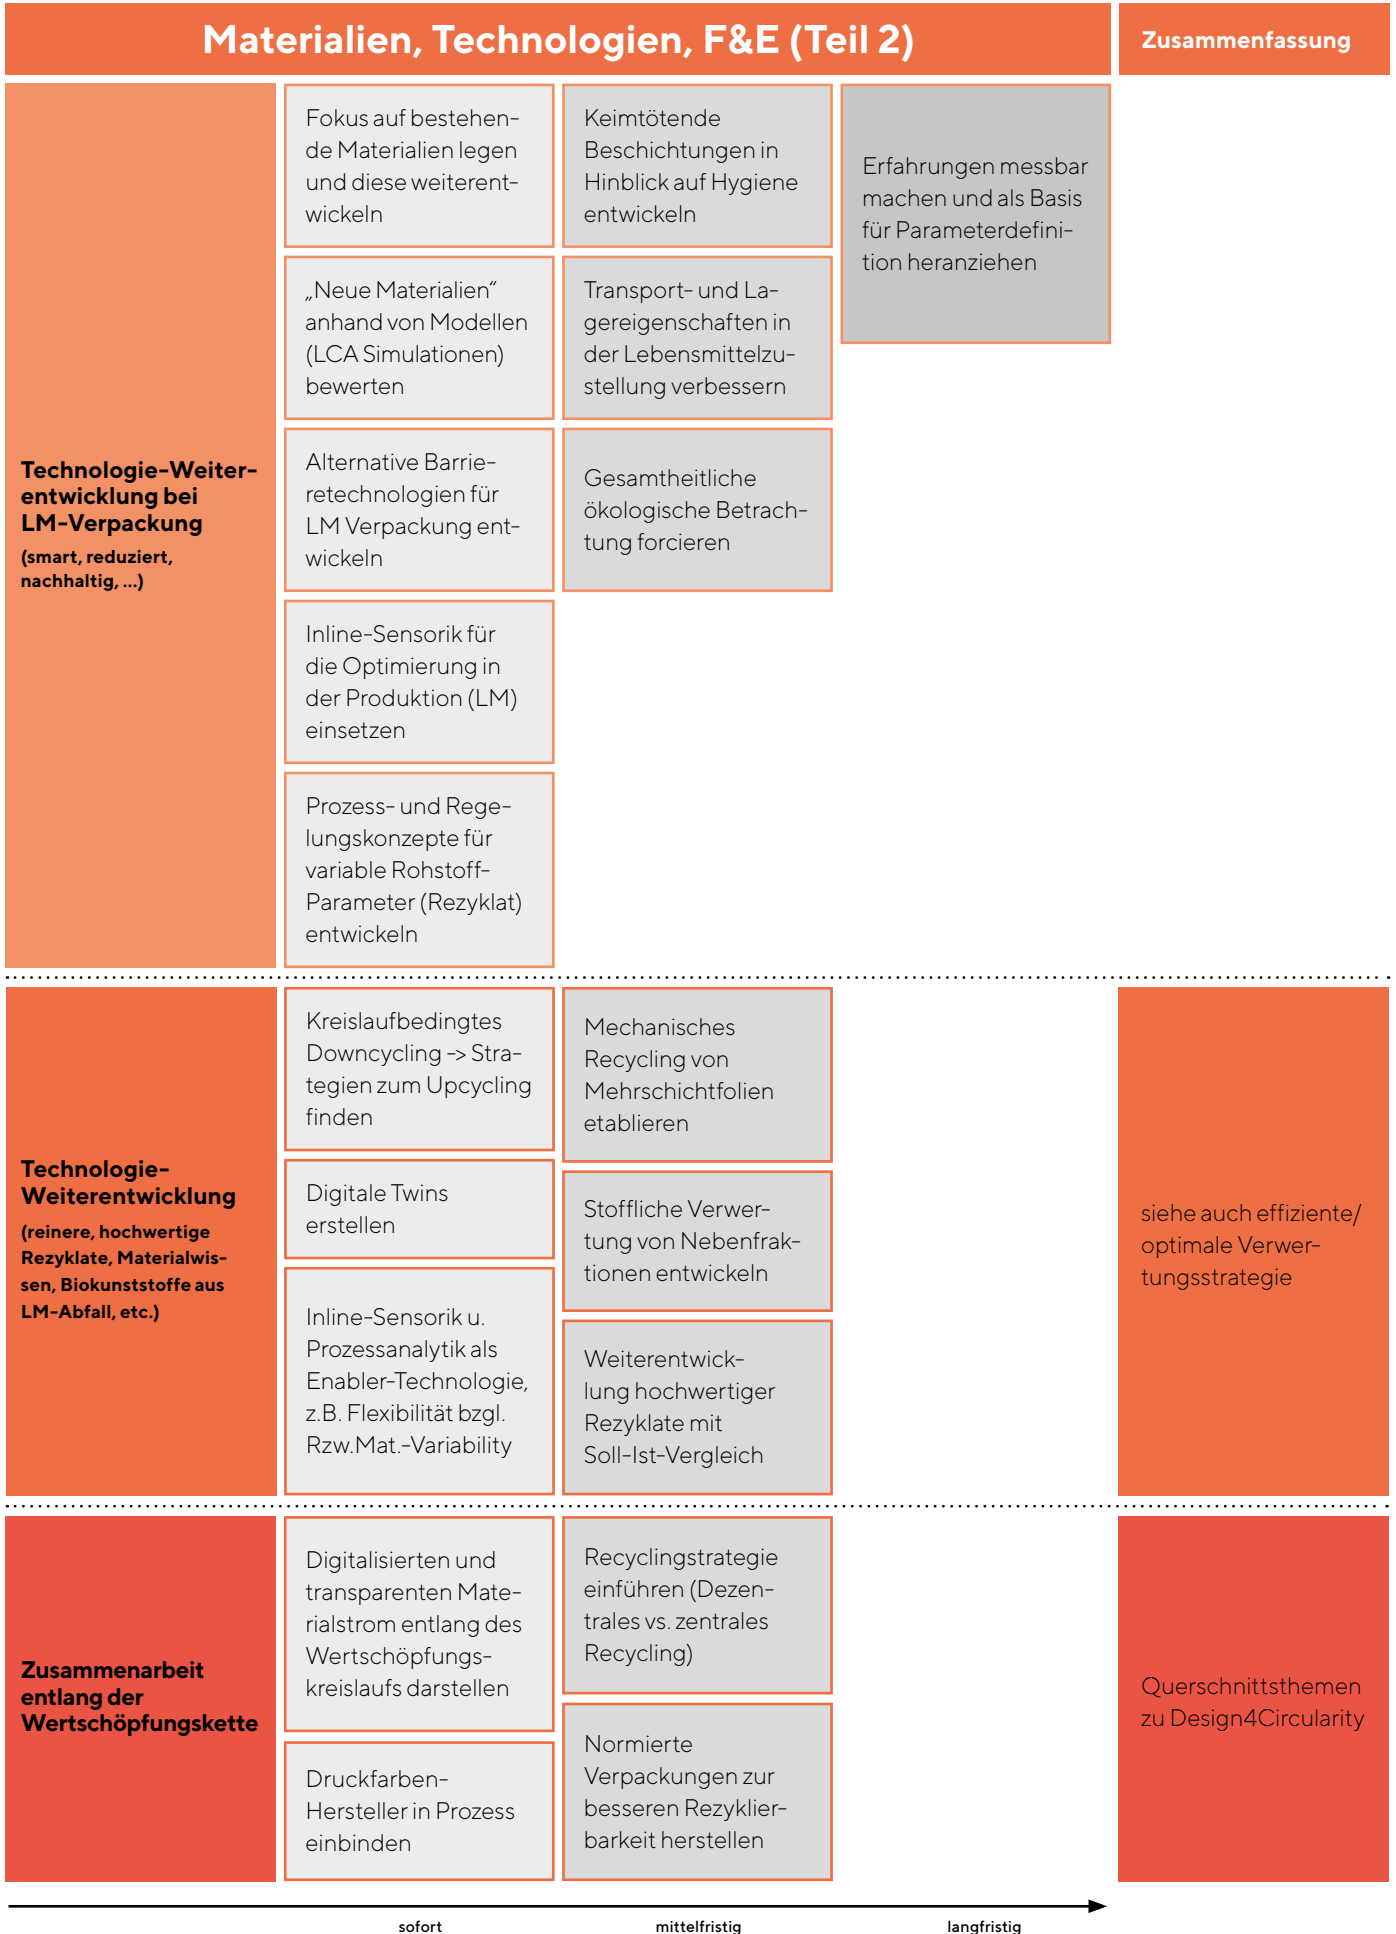 Materialien, Technologien, F&E (Teil 2)
Zusammenfassung
Technologie-Weiter-
entwicklung bei
LM-Verpackung
(smart, reduziert,
nachhaltig, ...)
Fokus auf bestehen-
de Materialien legen
und diese weiterent-
wickeln
„Neue Materialien“
anhand von Modellen
(LCA Simulationen)
bewerten
Alternative Barrie-
retechnologien für
LM Verpackung ent-
wickeln
Inline-Sensorik für
die Optimierung in
der Produktion (LM)
einsetzen
Prozess- und Rege-
lungskonzepte für
variable Rohstoff-
Parameter (Rezyklat)
entwickeln
Keimtötende
Beschichtungen in
Hinblick auf Hygiene
entwickeln
Transport- und La-
gereigenschaften in
der Lebensmittelzu-
stellung verbessern
Gesamtheitliche
ökologische Betrach-
tung forcieren
Erfahrungen messbar
machen und als Basis
für Parameterdefini-
tion heranziehen
Technologie-
Weiterentwicklung
(reinere, hochwertige
Rezyklate, Materialwis-
sen, Biokunststoffe aus
LM-Abfall, etc.)
Kreislaufbedingtes
Downcycling -> Stra-
tegien zum Upcycling
finden
Digitale Twins
erstellen
Inline-Sensorik u.
Prozessanalytik als
Enabler-Technologie,
z.B. Flexibilität bzgl.
Rzw.Mat.-Variability
Mechanisches
Recycling von
Mehrschichtfolien
etablieren
Stoffliche Verwer-
tung von Nebenfrak-
tionen entwickeln
Weiterentwick-
lung hochwertiger
Rezyklate mit
Soll-Ist-Vergleich
siehe auch effiziente/
optimale Verwer-
tungsstrategie
Zusammenarbeit
entlang der
Wertschöpfungskette
Digitalisierten und
transparenten Mate-
rialstrom entlang des
Wertschöpfungs-
kreislaufs darstellen
Druckfarben-
Hersteller in Prozess
einbinden
Recyclingstrategie
einführen (Dezen-
trales vs. zentrales
Recycling)
Normierte
Verpackungen zur
besseren Rezyklier-
barkeit herstellen
Querschnittsthemen
zu Design4Circularity
sofort
mittelfristig
langfristig